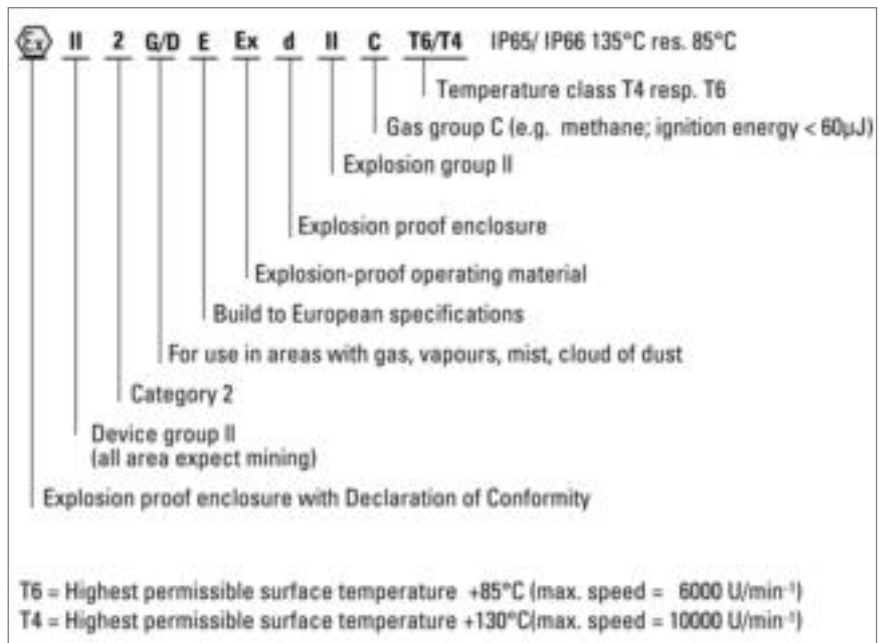 Ex II 2 G/D E Ex d II C T6/T4 IP65/ IP66 135°C res. 85°C
Temperature class T4 resp. T6
Gas group C (e.g. methane; ignition energy < 60µJ)
Explosion group II
Explosion proof enclosure
Explosion-proof operating material
Build to European specifications
For use in areas with gas, vapours, mist, cloud of dust
Category 2
Device group II
(all area expect mining)
Explosion proof enclosure with Declaration of Conformity
T6 = Highest permissible surface temperature +85°C (max. speed = 6000 U/min⁻¹)
T4 = Highest permissible surface temperature +130°C(max. speed = 10000 U/min⁻¹)